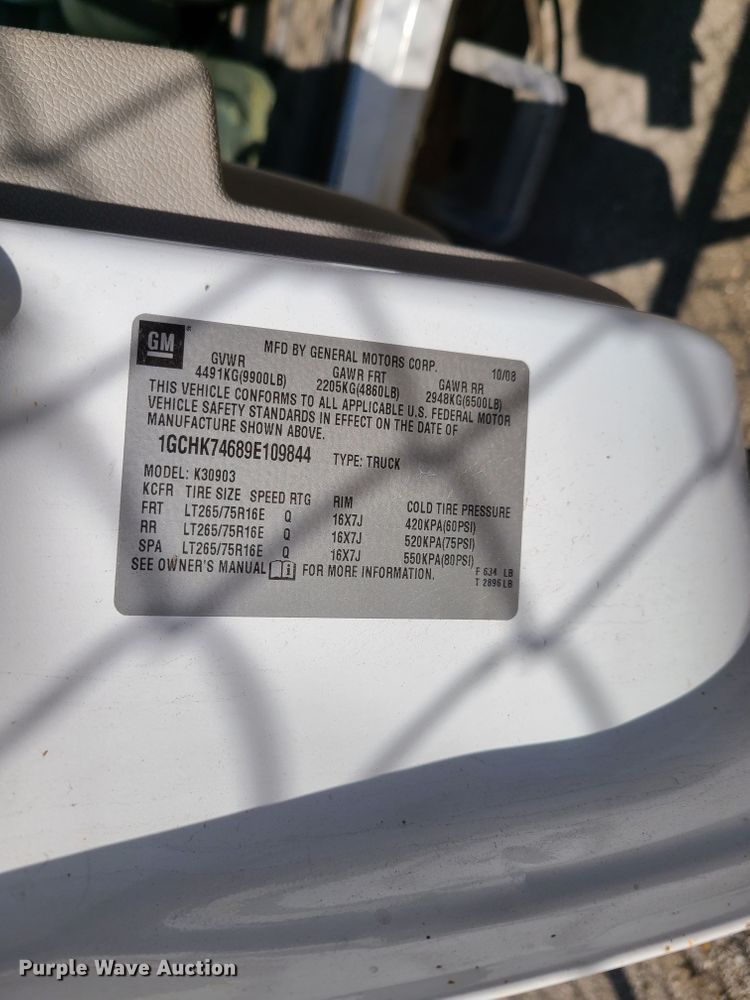 GM
MFD BY GENERAL MOTORS CORP. 10/08
GVWR GAWR FRT GAWR RR
4491KG(9900LB) 2205KG(4860LB) 2948KG(6500LB)
THIS VEHICLE CONFORMS TO ALL APPLICABLE U.S. FEDERAL MOTOR
VEHICLE SAFETY STANDARDS IN EFFECT ON THE DATE OF
MANUFACTURE SHOWN ABOVE.
1GCHK74689E109844 TYPE: TRUCK
MODEL: K30903
KCFR TIRE SIZE SPEED RTG RIM COLD TIRE PRESSURE
FRT LT265/75R16E Q 16X7J 420KPA(60PSI)
RR LT265/75R16E Q 16X7J 520KPA(75PSI)
SPA LT265/75R16E Q 16X7J 550KPA(80PSI)
SEE OWNER'S MANUAL i FOR MORE INFORMATION. F 634 LB
T 2896 LB
Purple Wave Auction